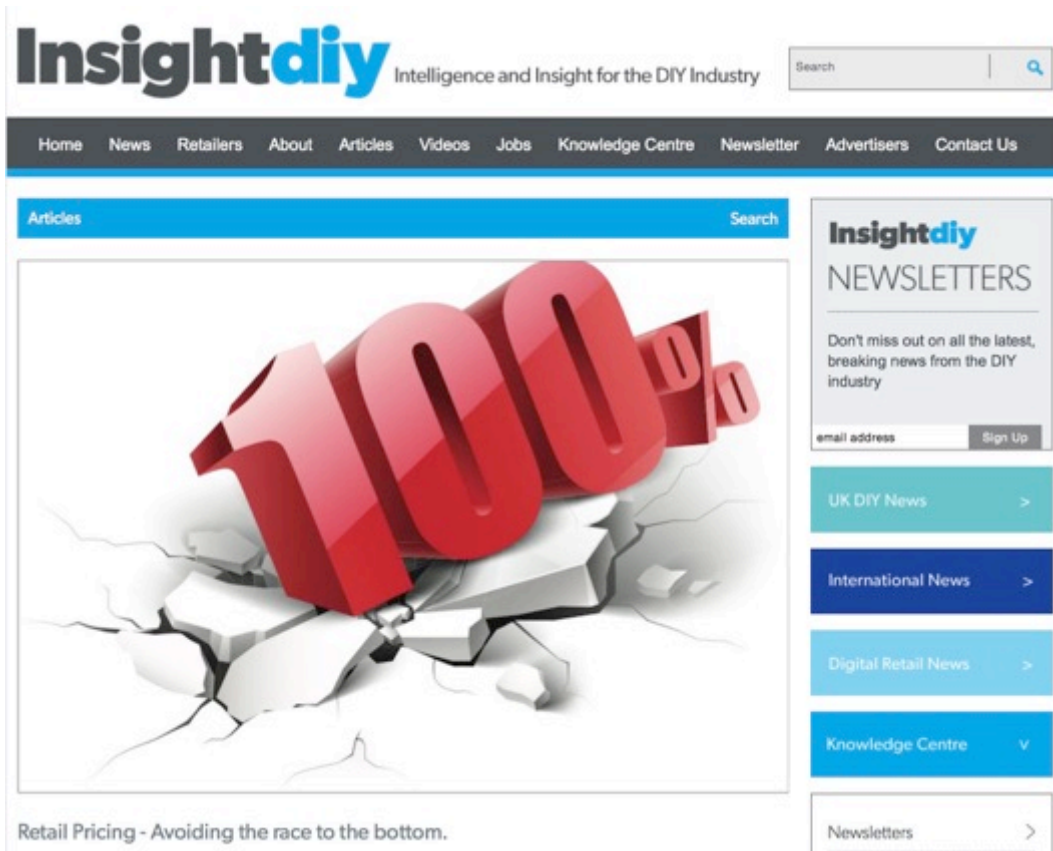 Insightdiy Intelligence and Insight for the DIY Industry
Search
Home News Retailers About Articles Videos Jobs Knowledge Centre Newsletter Advertisers Contact Us
Articles Search
100%
Retail Pricing - Avoiding the race to the bottom.
Insightdiy
NEWSLETTERS
Don't miss out on all the latest,
breaking news from the DIY
industry
email address Sign Up
UK DIY News >
International News >
Digital Retail News >
Knowledge Centre v
Newsletters >